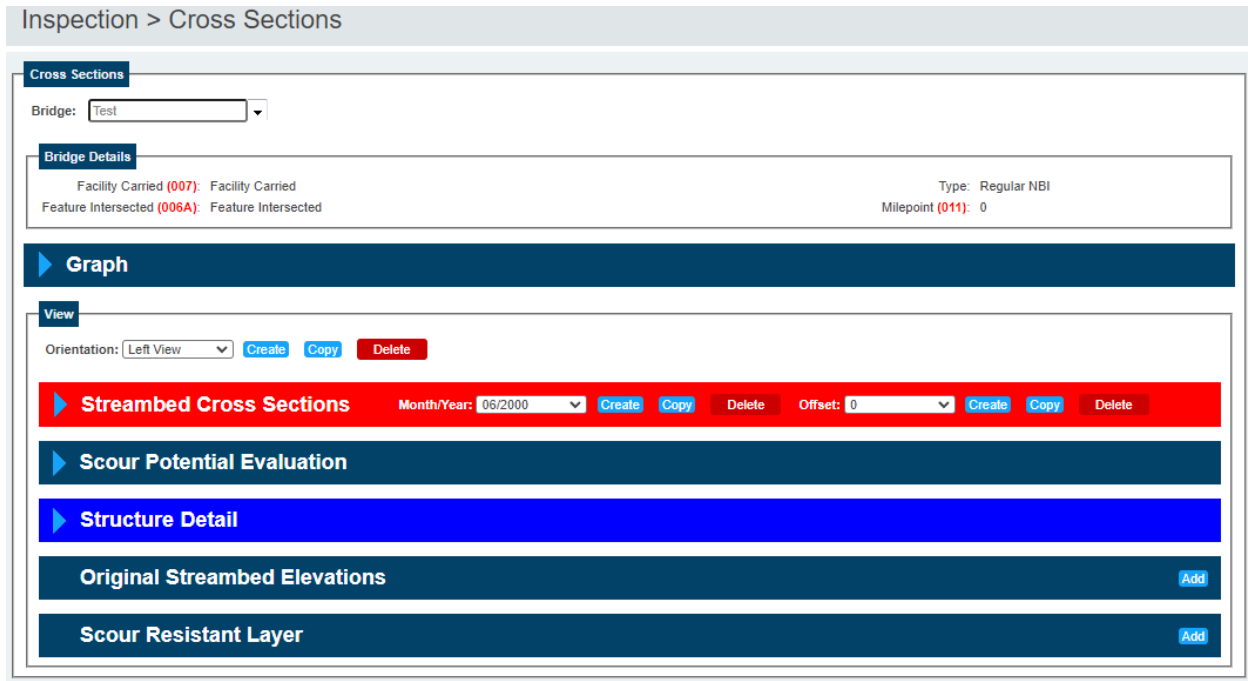 Inspection > Cross Sections
Cross Sections
Bridge: Test
Bridge Details
Facility Carried (007): Facility Carried Type: Regular NBI
Feature Intersected (006A): Feature Intersected Milepoint (011): 0
Graph
View
Orientation: Left View Create Copy Delete
Streambed Cross Sections Month/Year: 06/2000 Create Copy Delete Offset: 0 Create Copy Delete
Scour Potential Evaluation
Structure Detail
Original Streambed Elevations Add
Scour Resistant Layer Add